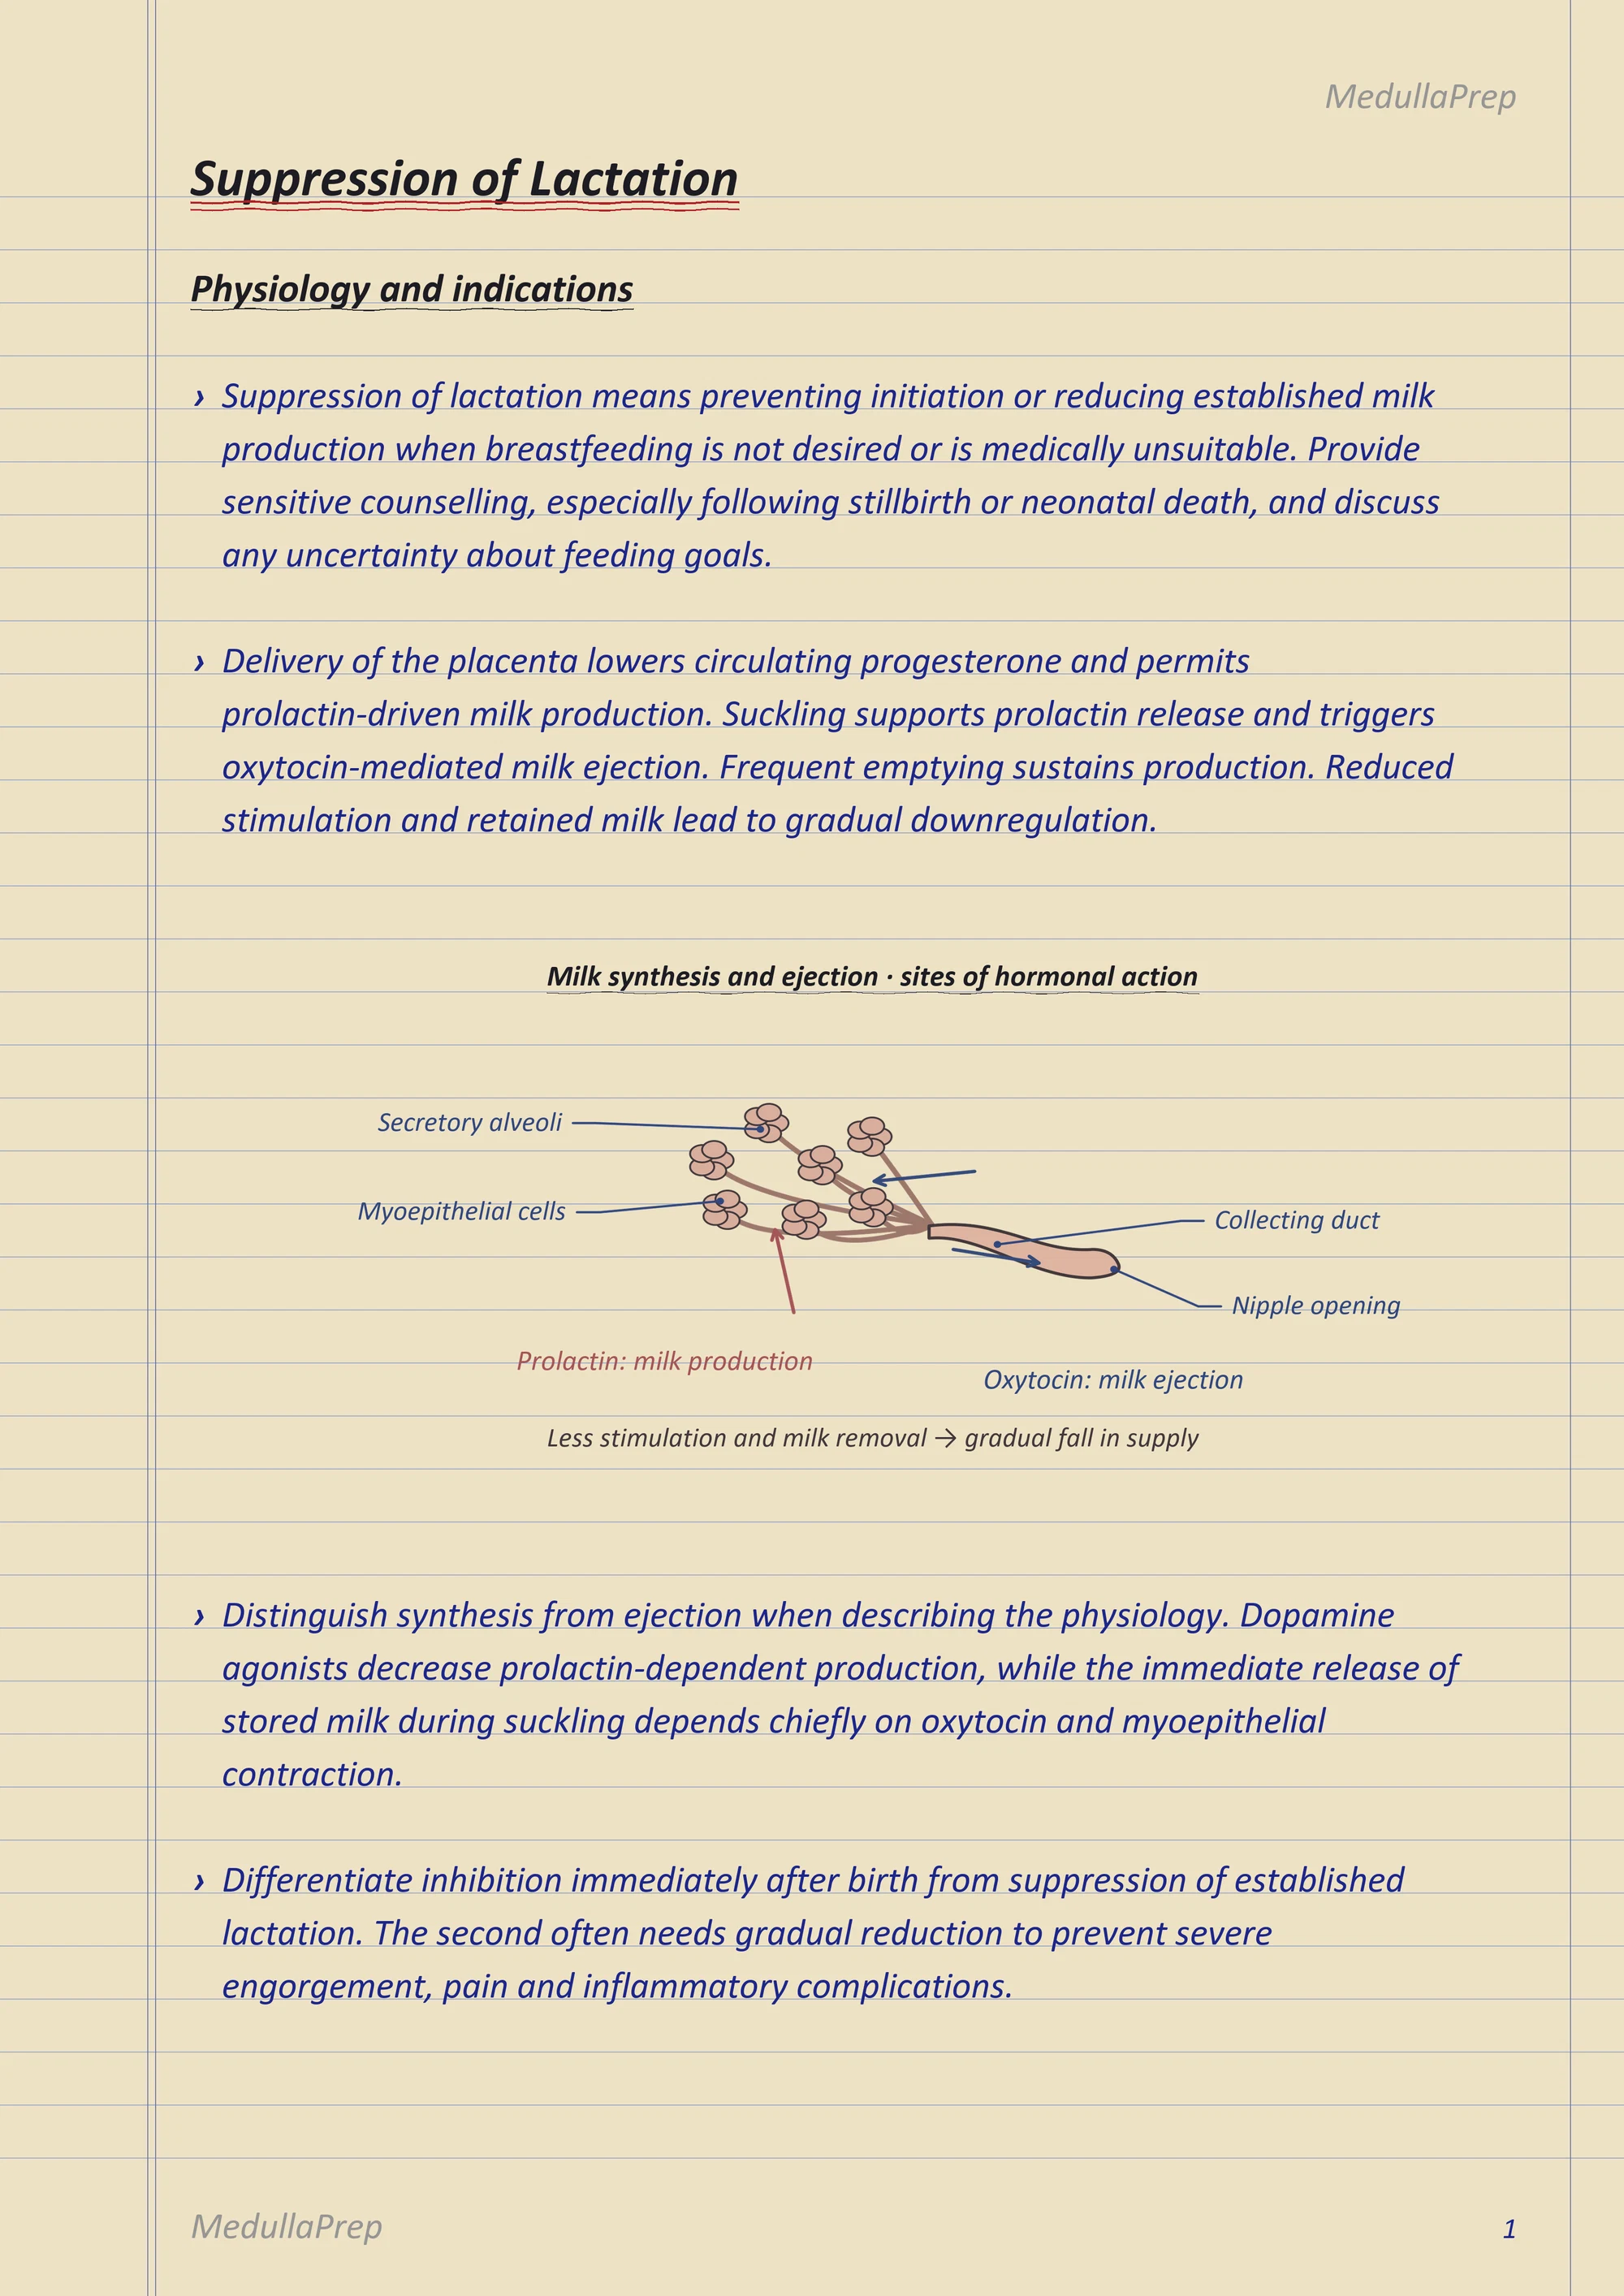 MedullaPrep
Suppression of Lactation
Physiology and indications
› Suppression of lactation means preventing initiation or reducing established milk
production when breastfeeding is not desired or is medically unsuitable. Provide
sensitive counselling, especially following stillbirth or neonatal death, and discuss
any uncertainty about feeding goals.
› Delivery of the placenta lowers circulating progesterone and permits
prolactin-driven milk production. Suckling supports prolactin release and triggers
oxytocin-mediated milk ejection. Frequent emptying sustains production. Reduced
stimulation and retained milk lead to gradual downregulation.
Milk synthesis and ejection · sites of hormonal action
Secretory alveoli
Myoepithelial cells
Collecting duct
Nipple opening
Prolactin: milk production
Oxytocin: milk ejection
Less stimulation and milk removal → gradual fall in supply
› Distinguish synthesis from ejection when describing the physiology. Dopamine
agonists decrease prolactin-dependent production, while the immediate release of
stored milk during suckling depends chiefly on oxytocin and myoepithelial
contraction.
› Differentiate inhibition immediately after birth from suppression of established
lactation. The second often needs gradual reduction to prevent severe
engorgement, pain and inflammatory complications.
MedullaPrep
1